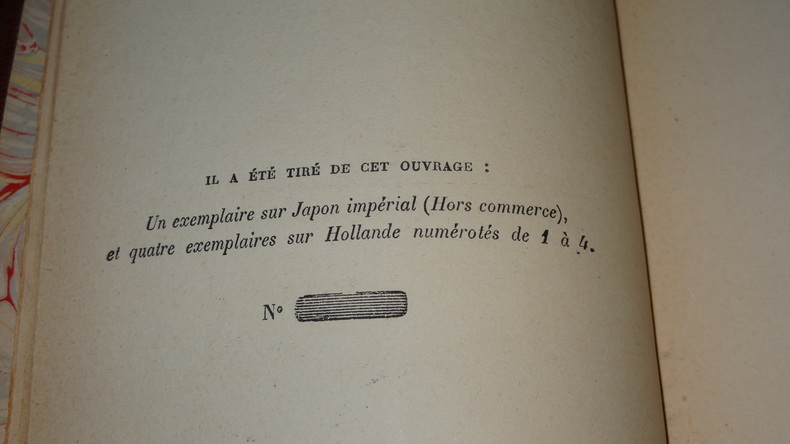 IL A ÉTÉ TIRÉ DE CET OUVRAGE :
Un exemplaire sur Japon impérial (Hors commerce),
et quatre exemplaires sur Hollande numérotés de 1 à 4.
N°